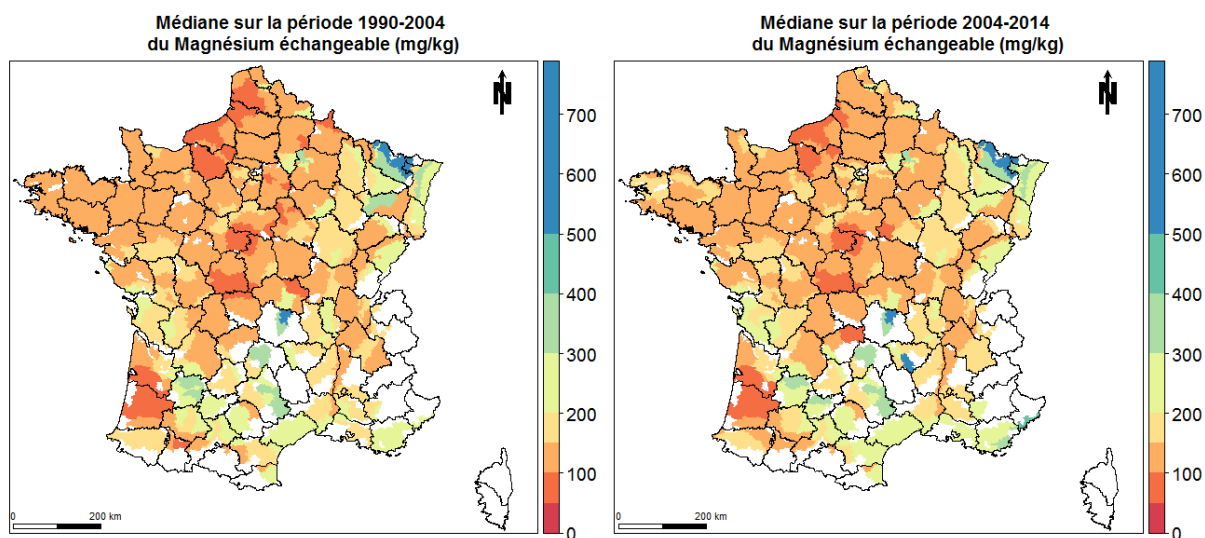 Médiane sur la période 1990-2004
du Magnésium échangeable (mg/kg)
N
700
600
500
400
300
200
100
0
0 200 km
Médiane sur la période 2004-2014
du Magnésium échangeable (mg/kg)
N
700
600
500
400
300
200
100
0
0 200 km